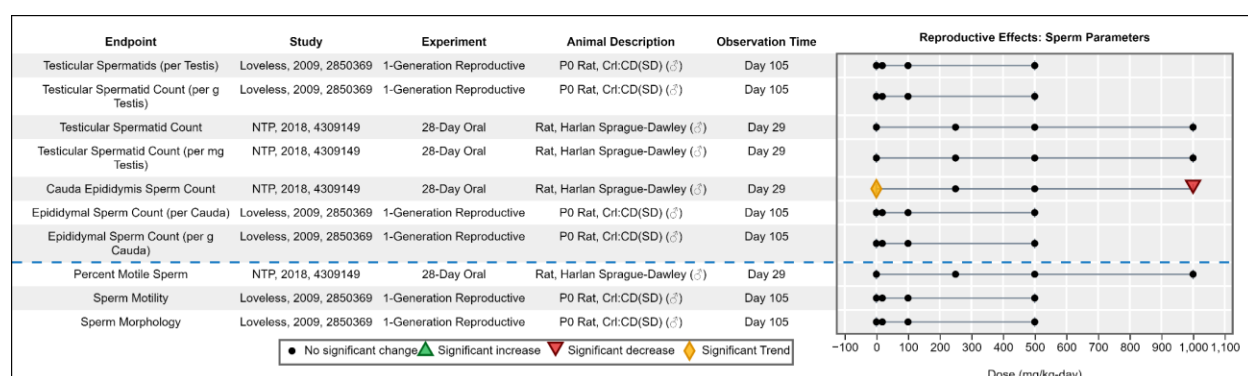 Endpoint Study Experiment Animal Description Observation Time
Reproductive Effects: Sperm Parameters
Testicular Spermatids (per Testis) Loveless, 2009, 2850369 1-Generation Reproductive P0 Rat, Crl:CD(SD) (♂) Day 105
Testicular Spermatid Count (per g Loveless, 2009, 2850369 1-Generation Reproductive P0 Rat, Crl:CD(SD) (♂) Day 105
Testis)
Testicular Spermatid Count NTP, 2018, 4309149 28-Day Oral Rat, Harlan Sprague-Dawley (♂) Day 29
Testicular Spermatid Count (per mg NTP, 2018, 4309149 28-Day Oral Rat, Harlan Sprague-Dawley (♂) Day 29
Testis)
Cauda Epididymis Sperm Count NTP, 2018, 4309149 28-Day Oral Rat, Harlan Sprague-Dawley (♂) Day 29
Epididymal Sperm Count (per Cauda) Loveless, 2009, 2850369 1-Generation Reproductive P0 Rat, Crl:CD(SD) (♂) Day 105
Epididymal Sperm Count (per g Loveless, 2009, 2850369 1-Generation Reproductive P0 Rat, Crl:CD(SD) (♂) Day 105
Cauda)
Percent Motile Sperm NTP, 2018, 4309149 28-Day Oral Rat, Harlan Sprague-Dawley (♂) Day 29
Sperm Motility Loveless, 2009, 2850369 1-Generation Reproductive P0 Rat, Crl:CD(SD) (♂) Day 105
Sperm Morphology Loveless, 2009, 2850369 1-Generation Reproductive P0 Rat, Crl:CD(SD) (♂) Day 105
No significant change Significant increase Significant decrease Significant Trend
−100 0 100 200 300 400 500 600 700 800 900 1,000 1,100
Dose (mg/kg-day)